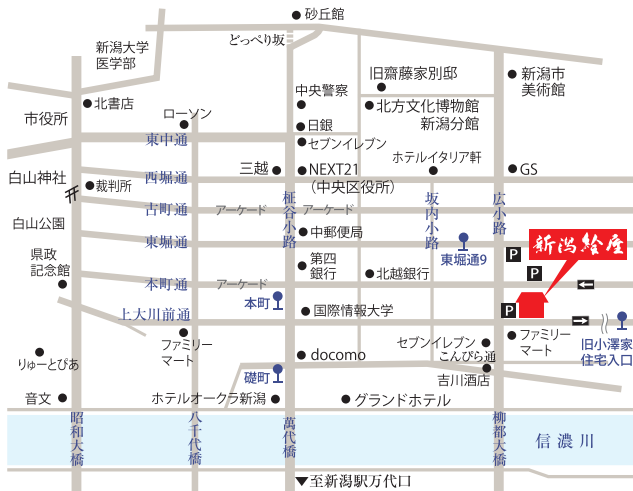 砂丘館
どっぺり坂
新潟大学
医学部
旧齋藤家別邸
新潟市
美術館
中央警察
北書店
北方文化博物館
新潟分館
市役所
ローソン
日銀
東中通
セブンイレブン
ホテルイタリア軒
三越
NEXT21
(中央区役所)
GS
白山神社
裁判所
西堀通
柾谷小路
坂内小路
広小路
古町通
アーケード
アーケード
白山公園
中郵便局
東堀通
東堀通9
P
新潟絵屋
県政
記念館
第四
銀行
北越銀行
P
本町通
アーケード
本町
国際情報大学
P
上大川前通
ファミリー
マート
セブンイレブン
ファミリー
マート
旧小澤家
住宅入口
りゅーとぴあ
docomo
こんぴら通
吉川酒店
礎町
音文
ホテルオークラ新潟
グランドホテル
昭和大橋
八千代橋
萬代橋
柳都大橋
信濃川
▼至新潟駅万代口